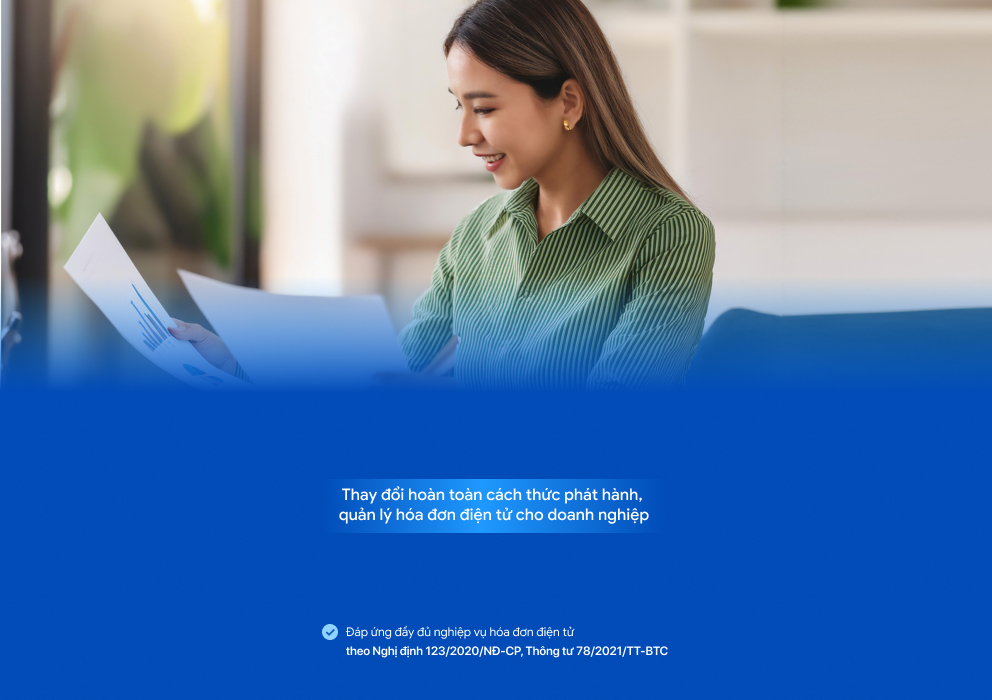 Thay đổi hoàn toàn cách thức phát hành,
quản lý hóa đơn điện tử cho doanh nghiệp
Đáp ứng đầy đủ nghiệp vụ hóa đơn điện tử
theo Nghị định 123/2020/NĐ-CP, Thông tư 78/2021/TT-BTC